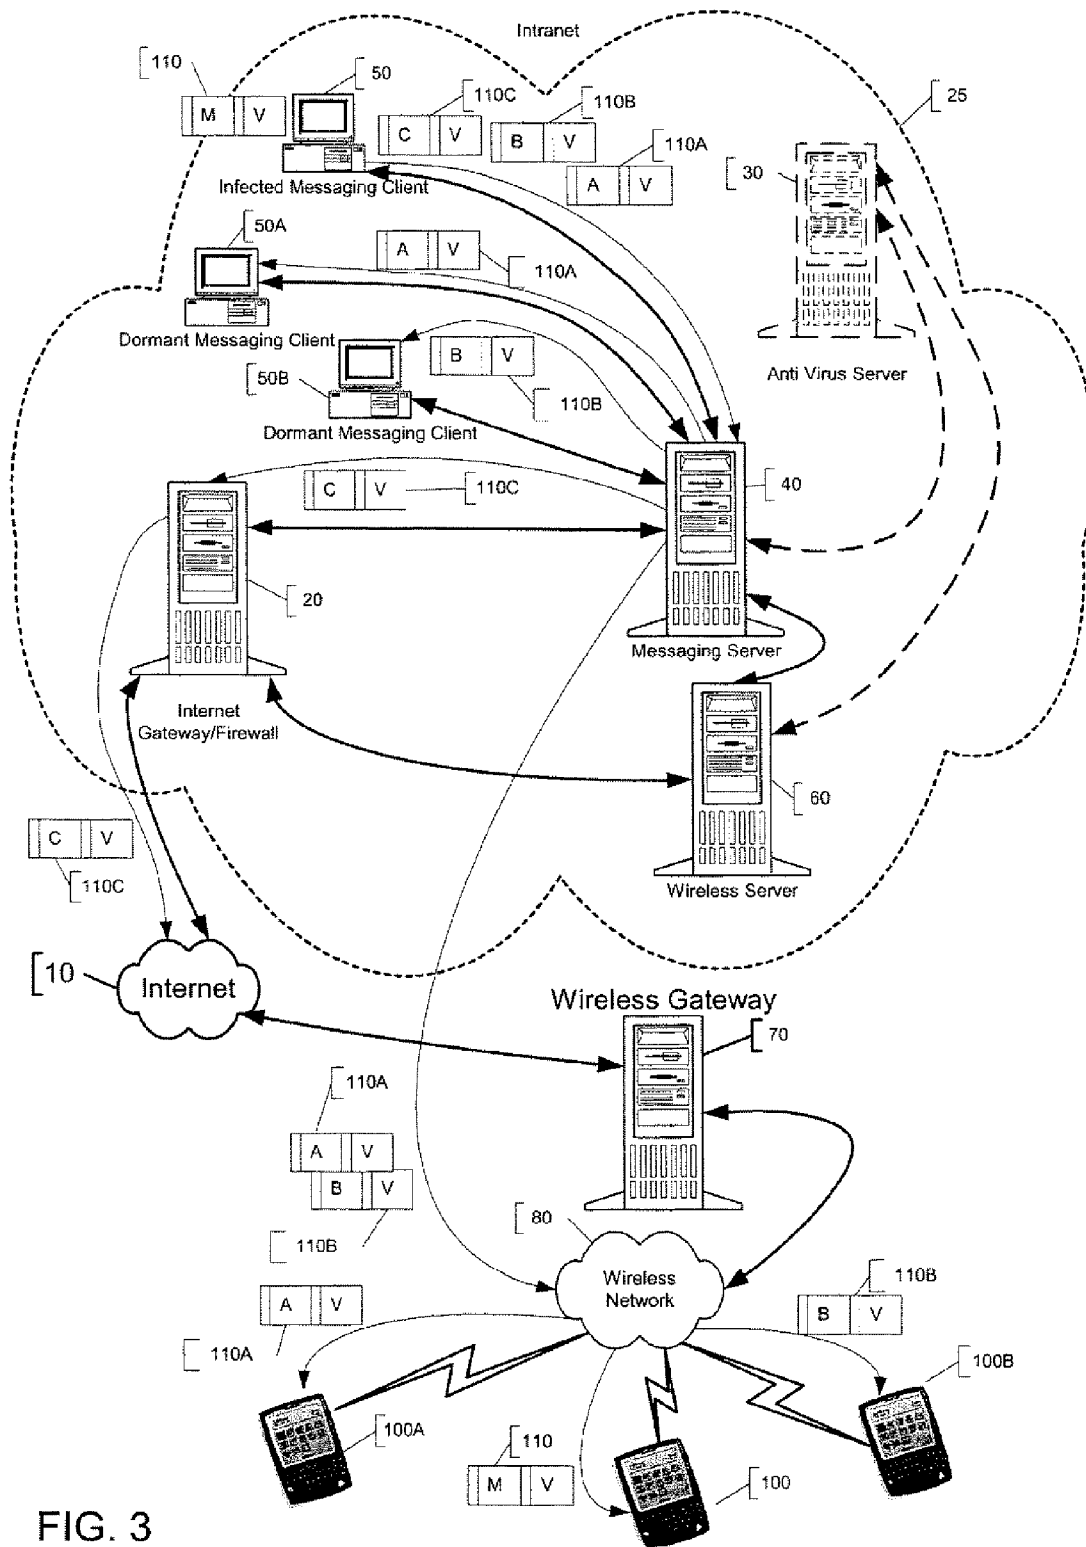 Intranet
110
50
110C
110B
25
M V
C V
B V
110A
30
A V
Infected Messaging Client
50A
A V
110A
Dormant Messaging Client
Anti Virus Server
B V
50B
110B
Dormant Messaging Client
C V
110C
40
20
Messaging Server
Internet
Gateway/Firewall
60
C V
110C
Wireless Server
10
Internet
Wireless Gateway
70
110A
A V
B V
80
110B
Wireless
Network
110B
A V
B V
110A
100B
100A
110
M V
100
FIG. 3